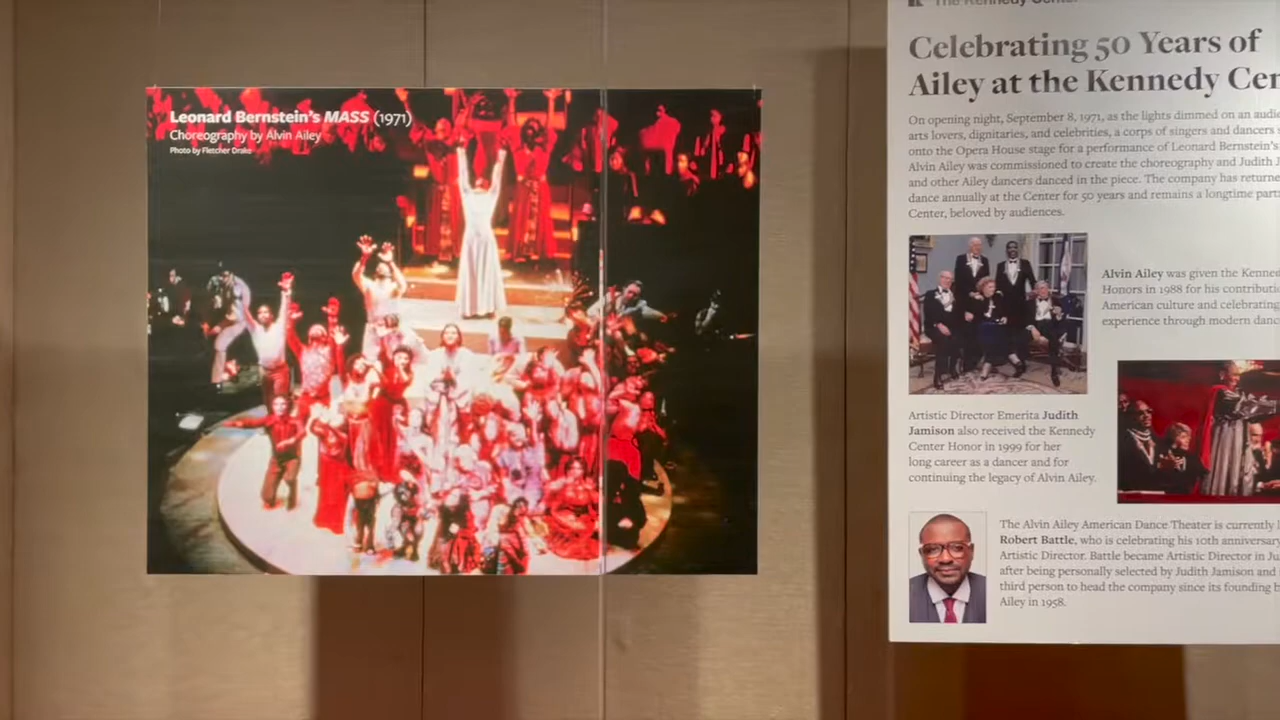 Leonard Bernstein's MASS (1971)
Choreography by Alvin Ailey
Photo by Fletcher Drake
The Kennedy Center
Celebrating 50 Years of
Ailey at the Kennedy Cen
On opening night, September 8, 1971, as the lights dimmed on an audie
arts lovers, dignitaries, and celebrities, a corps of singers and dancers
onto the Opera House stage for a performance of Leonard Bernstein's
Alvin Ailey was commissioned to create the choreography and Judith J
and other Ailey dancers danced in the piece. The company has returne
dance annually at the Center for 50 years and remains a longtime part
Center, beloved by audiences.
Alvin Ailey was given the Kenned
Honors in 1988 for his contributi
American culture and celebrating
experience through modern danc
Artistic Director Emerita Judith
Jamison also received the Kennedy
Center Honor in 1999 for her
long career as a dancer and for
continuing the legacy of Alvin Ailey.
The Alvin Ailey American Dance Theater is currently
Robert Battle, who is celebrating his 10th anniversary
Artistic Director. Battle became Artistic Director in Ju
after being personally selected by Judith Jamison and
third person to head the company since its founding b
Ailey in 1958.